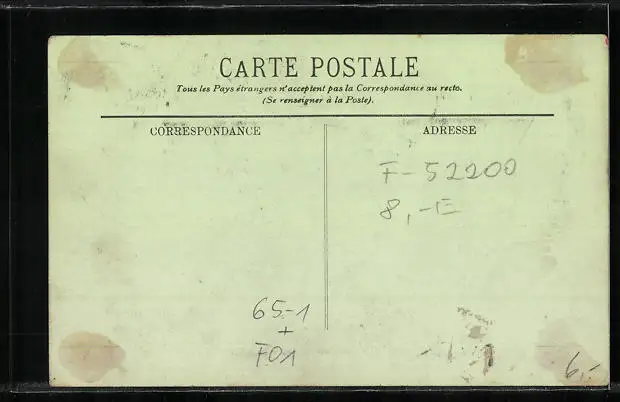 CARTE POSTALE
Tous les Pays étrangers n'acceptent pas la Correspondance au recto.
(Se renseigner à la Poste).
CORRESPONDANCE
ADRESSE
F-52200
8,-E
65-1
+
F01
6,-